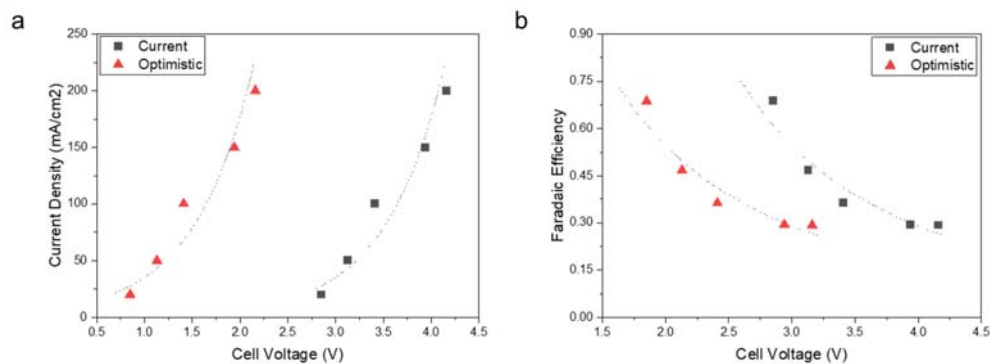 a
250
200
150
100
50
0
Current Density (mA/cm2)
Current
Optimistic
0.5 1.0 1.5 2.0 2.5 3.0 3.5 4.0 4.5
Cell Voltage (V)
b
0.90
0.75
0.60
0.45
0.30
0.15
0.00
Faradaic Efficiency
Current
Optimistic
1.5 2.0 2.5 3.0 3.5 4.0 4.5
Cell Voltage (V)